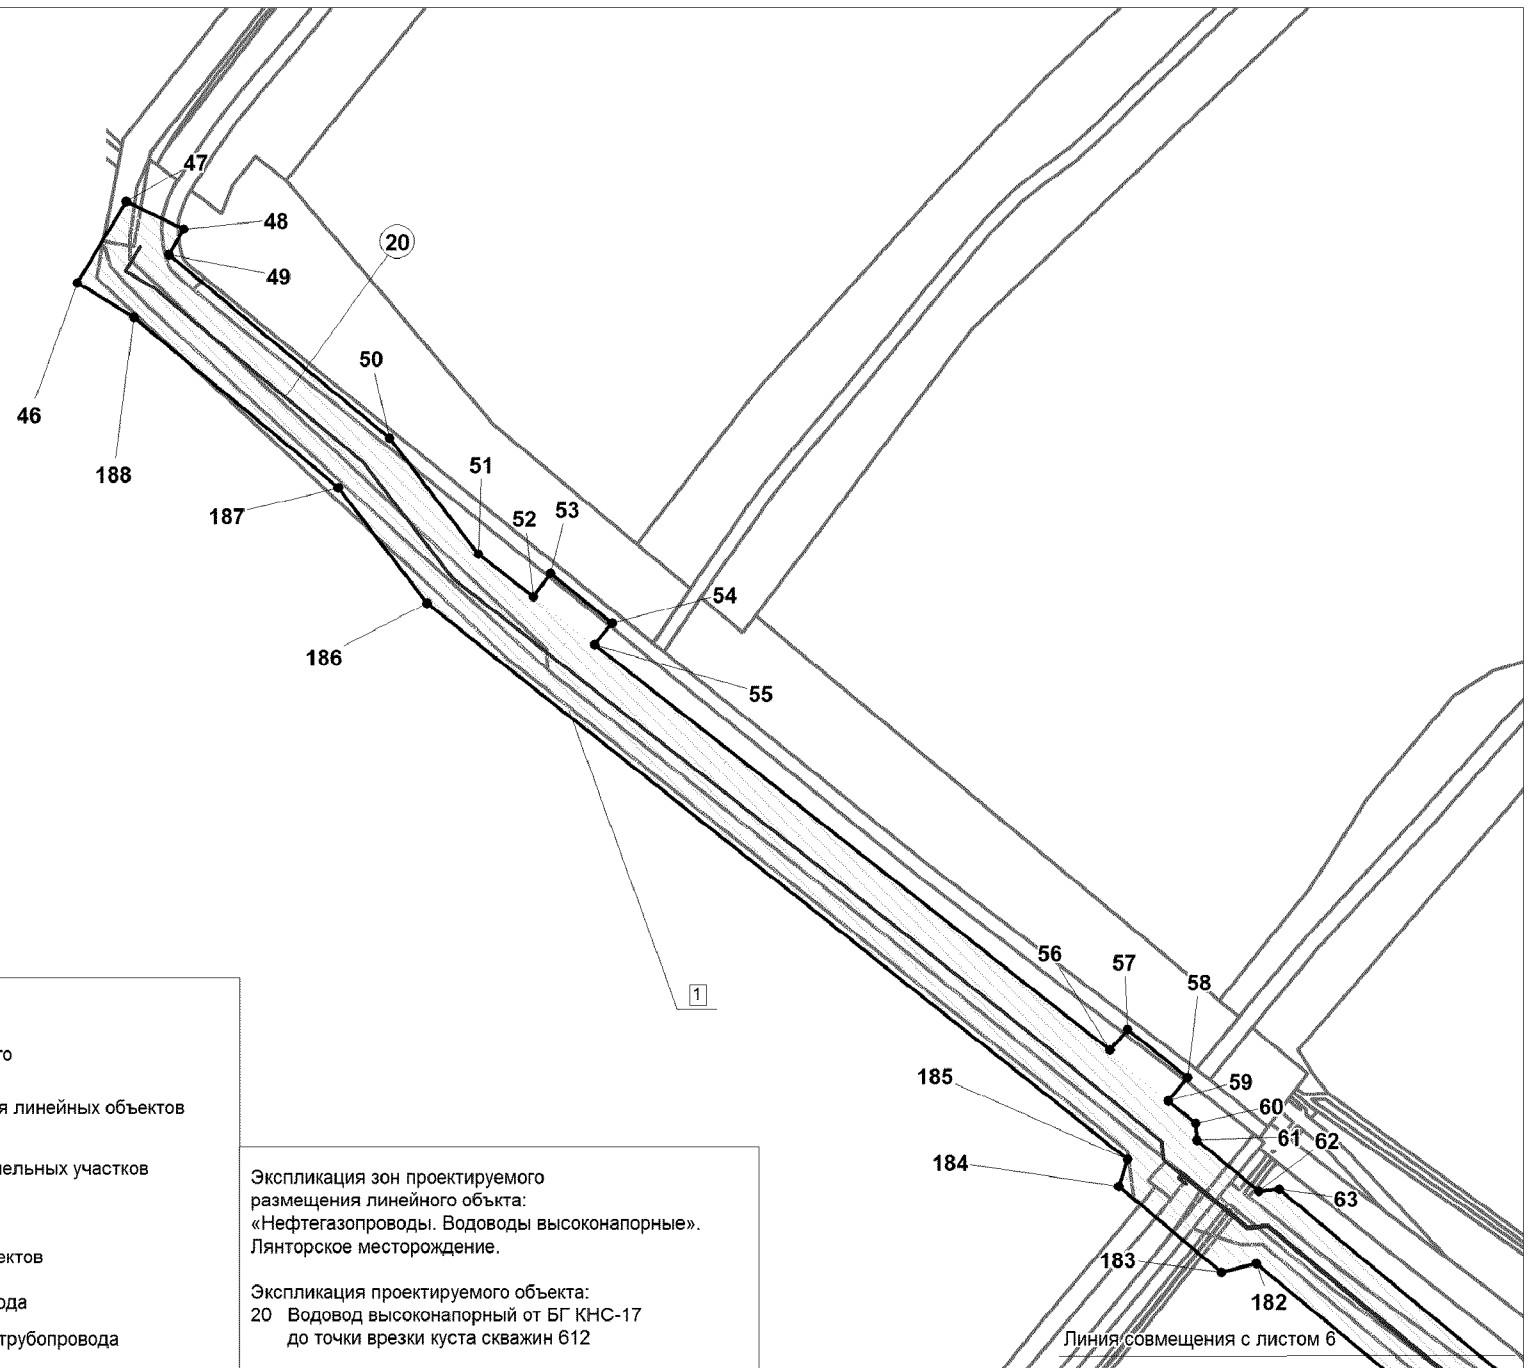 47
48
20
49
50
46
51
188
53
52
187
54
186
55
56
57
1
58
го
185
59
я линейных объектов
60
61 62
184
ельных участков
63
Экспликация зон проектируемого
размещения линейного объкта:
«Нефтегазопроводы. Водоводы высоконапорные».
Лянторское месторождение.
ектов
183
182
Экспликация проектируемого объекта:
ода
20 Водовод высоконапорный от БГ КНС-17
до точки врезки куста скважин 612
трубопровода
Линия совмещения с листом 6